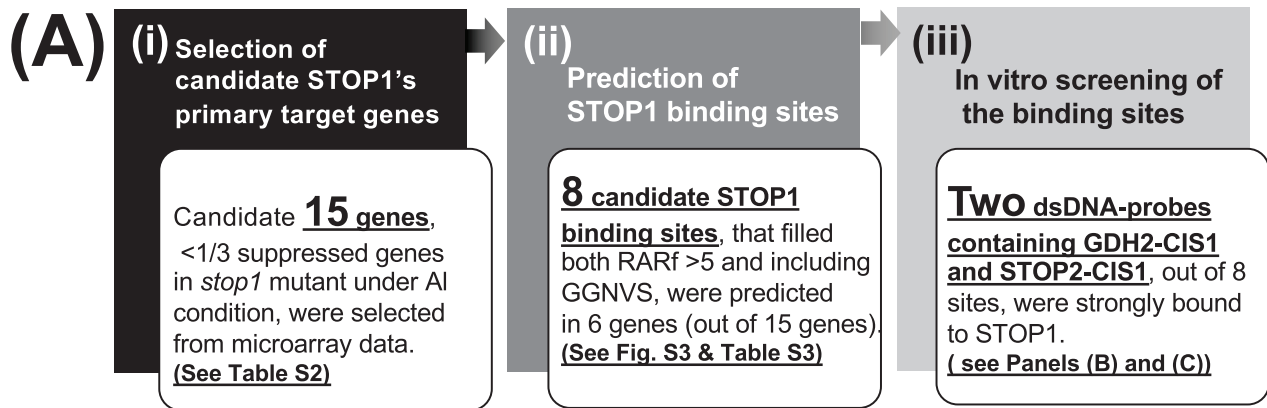 (A)
(i) Selection of
candidate STOP1's
primary target genes
Candidate 15 genes,
<1/3 suppressed genes
in stop1 mutant under Al
condition, were selected
from microarray data.
(See Table S2)
(ii)
Prediction of
STOP1 binding sites
8 candidate STOP1
binding sites, that filled
both RARf >5 and including
GGNVS, were predicted
in 6 genes (out of 15 genes).
(See Fig. S3 & Table S3)
(iii)
In vitro screening of
the binding sites
Two dsDNA-probes
containing GDH2-CIS1
and STOP2-CIS1, out of 8
sites, were strongly bound
to STOP1.
( see Panels (B) and (C))